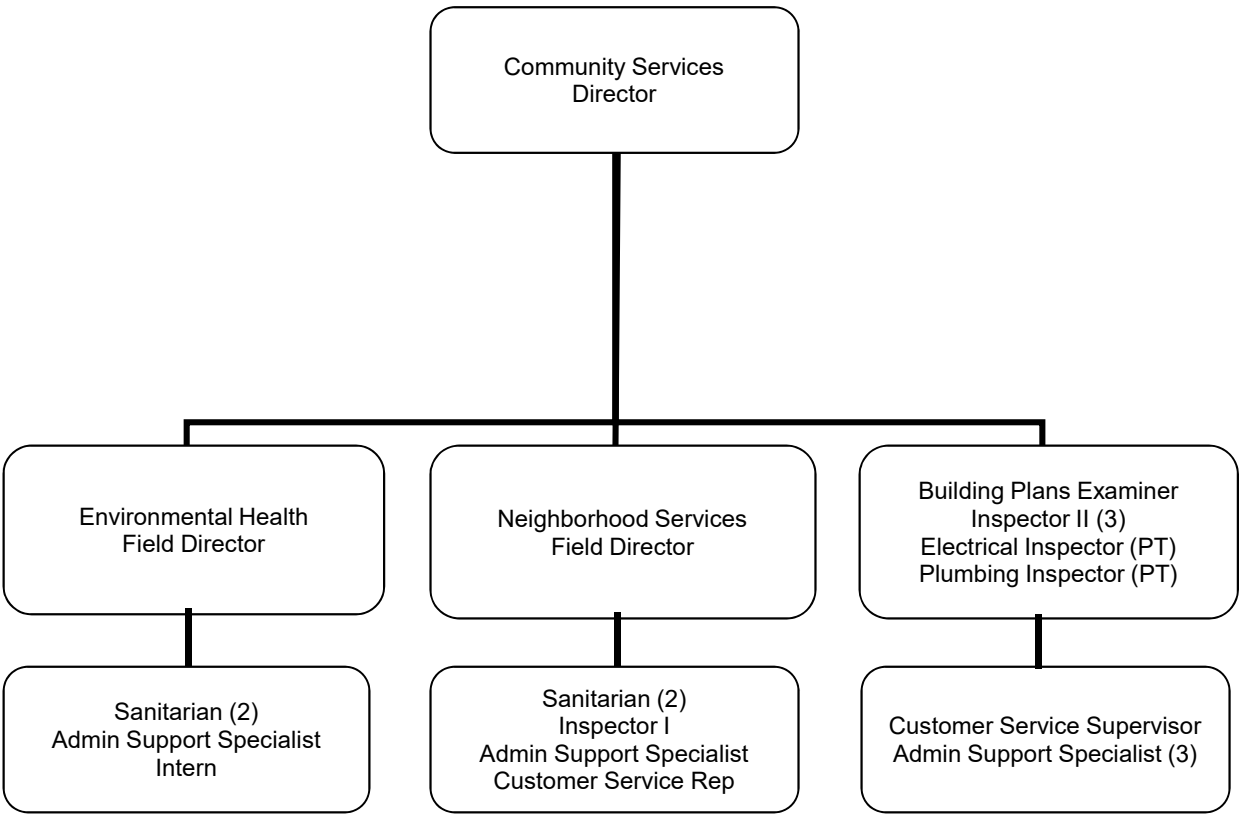 Community Services
Director
Environmental Health
Field Director
Neighborhood Services
Field Director
Building Plans Examiner
Inspector II (3)
Electrical Inspector (PT)
Plumbing Inspector (PT)
Sanitarian (2)
Admin Support Specialist
Intern
Sanitarian (2)
Inspector I
Admin Support Specialist
Customer Service Rep
Customer Service Supervisor
Admin Support Specialist (3)